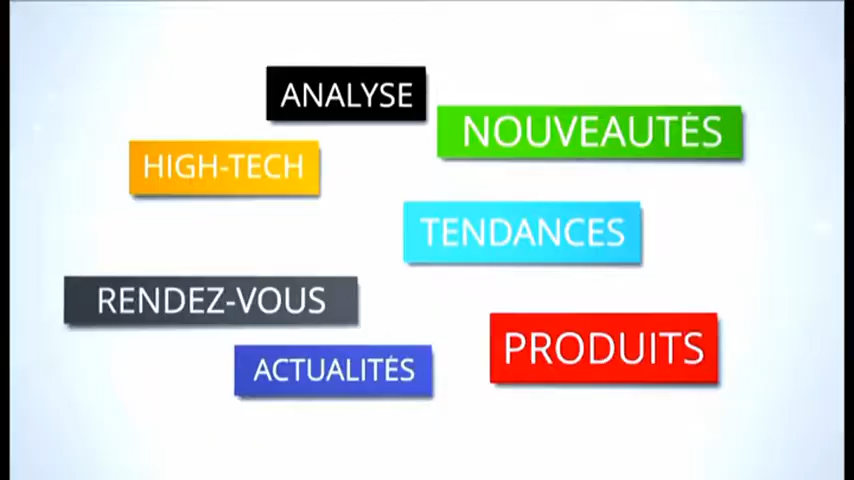 ANALYSE
NOUVEAUTÉS
HIGH-TECH
TENDANCES
RENDEZ-VOUS
PRODUITS
ACTUALITÉS